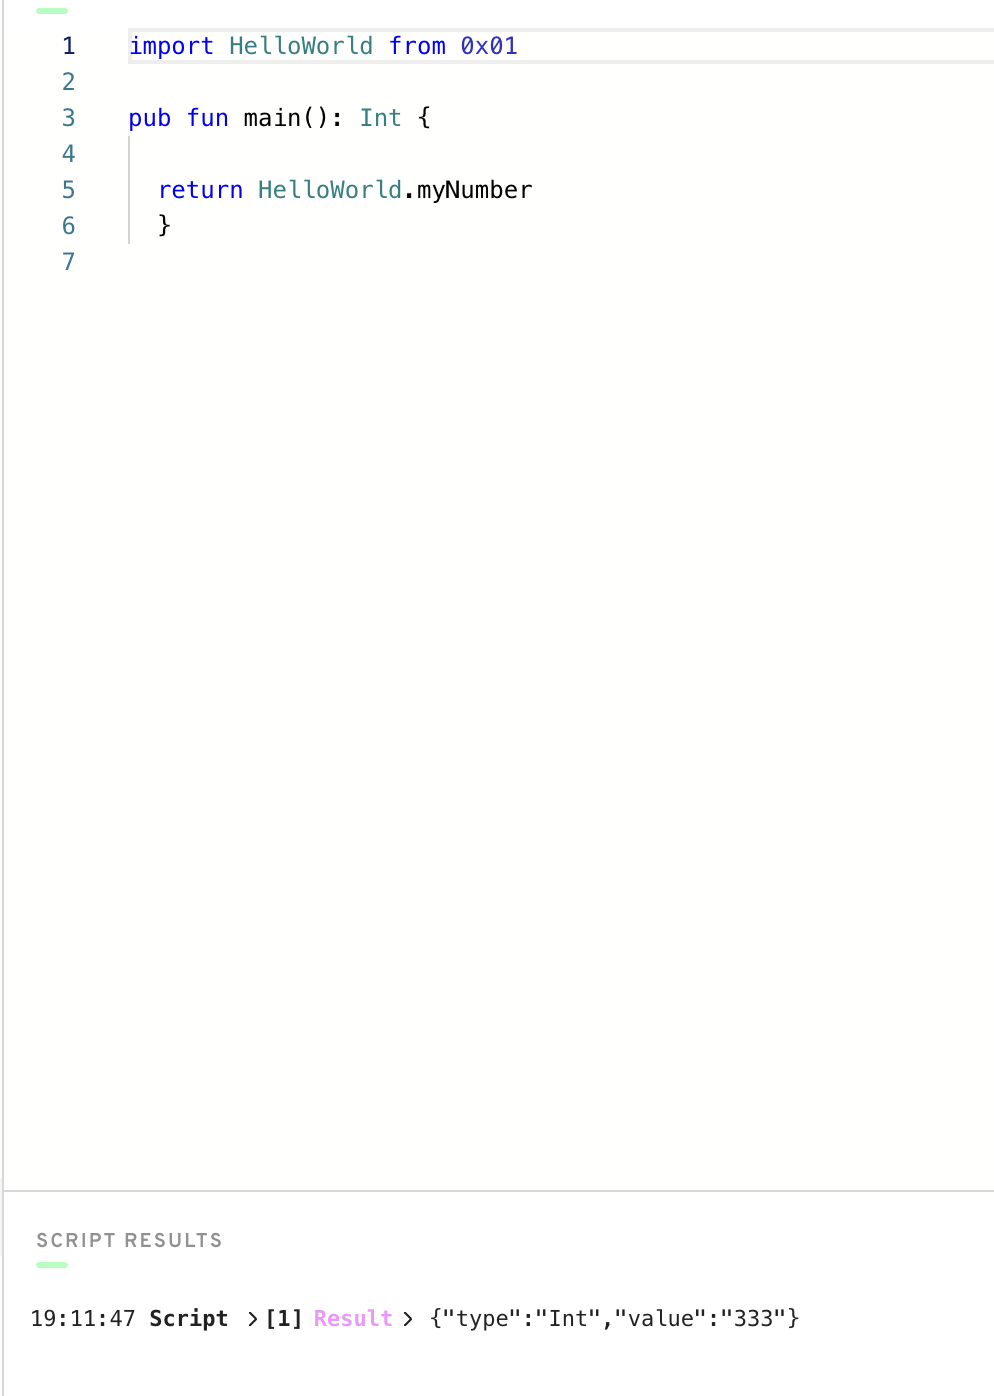 1 import HelloWorld from 0x01
2
3 pub fun main(): Int {
4
5 return HelloWorld.myNumber
6 }
7
SCRIPT RESULTS
19:11:47 Script >[1] Result > {"type":"Int","value":"333"}